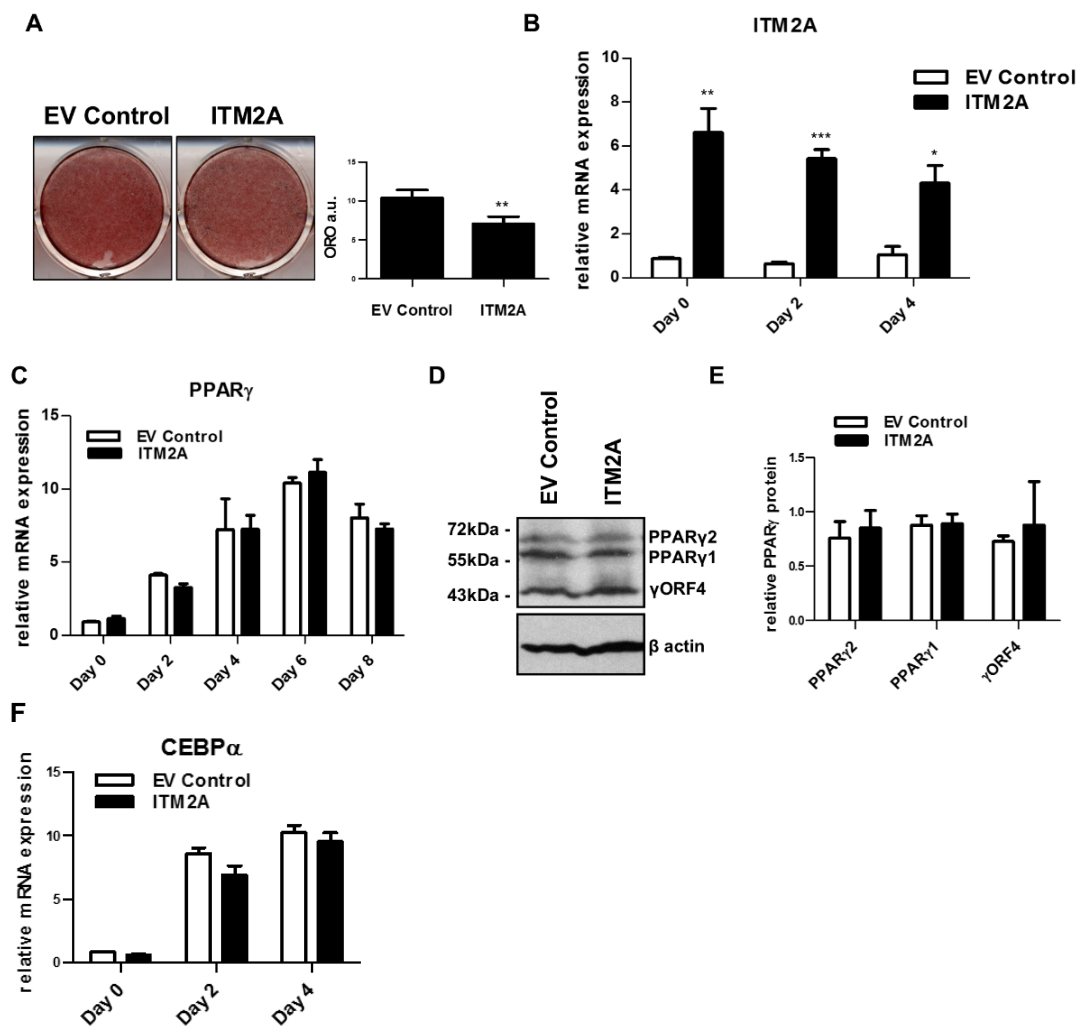 A
EV Control
ITM2A
15
10
5
0
ORO a.u.
**
EV Control
ITM2A
B
ITM2A
relative mRNA expression
10
8
6
4
2
0
**
***
*
EV Control
ITM2A
Day 0
Day 2
Day 4
C
PPARγ
relative mRNA expression
15
10
5
0
EV Control
ITM2A
Day 0
Day 2
Day 4
Day 6
Day 8
D
EV Control
ITM2A
72kDa -
55kDa -
43kDa -
PPARγ2
PPARγ1
γORF4
β actin
E
EV Control
ITM2A
relative PPARγ protein
1.5
1.0
0.5
0.0
PPARγ2
PPARγ1
γORF4
F
CEBPα
relative mRNA expression
15
10
5
0
EV Control
ITM2A
Day 0
Day 2
Day 4